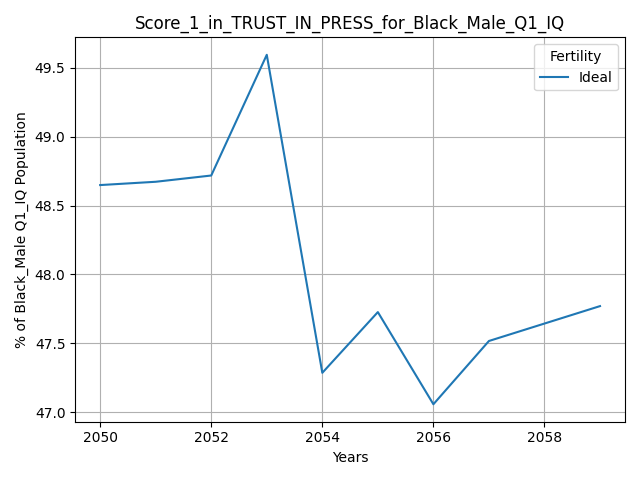 Score_1_in_TRUST_IN_PRESS_for_Black_Male_Q1_IQ
Fertility
Ideal
% of Black_Male Q1_IQ Population
49.5
49.0
48.5
48.0
47.5
47.0
2050 2052 2054 2056 2058
Years